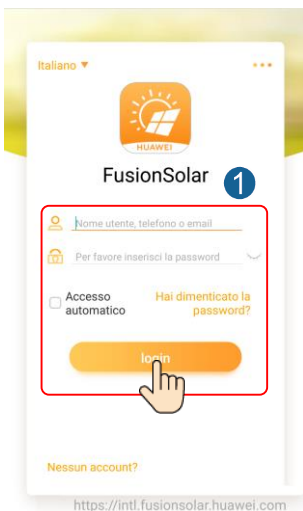 Italiano ▼
HUAWEI
FusionSolar
1
Nome utente, telefono o email
Per favore inserisci la password
Accesso automatico
Hai dimenticato la password?
login
Nessun account?
https://intl.fusionsolar.huawei.com